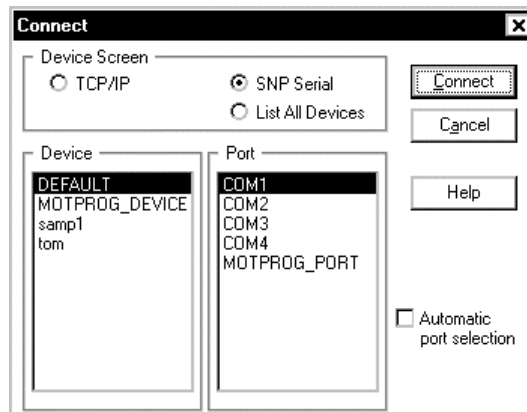 Connect
Device Screen
TCP/IP
SNP Serial
List All Devices
Connect
Cancel
Device
DEFAULT
MOTPROG_DEVICE
samp1
tom
Port
COM1
COM2
COM3
COM4
MOTPROG_PORT
Help
Automatic
port selection